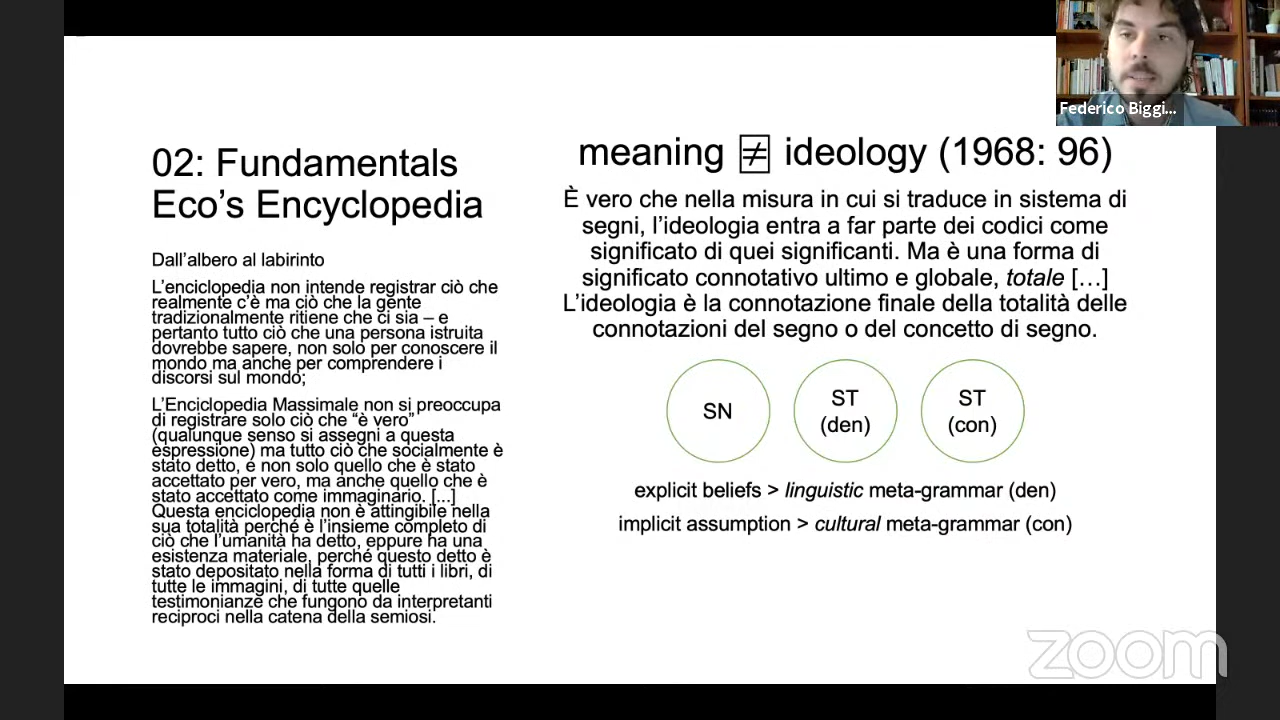 Federico Biggi...
02: Fundamentals
Eco's Encyclopedia
Dall'albero al labirinto
L'enciclopedia non intende registrar ciò che
realmente c'è ma ciò che la gente
tradizionalmente ritiene che ci sia – e
pertanto tutto ciò che una persona istruita
dovrebbe sapere, non solo per conoscere il
mondo ma anche per comprendere i
discorsi sul mondo;
L'Enciclopedia Massimale non si preoccupa
di registrare solo ciò che “è vero”
(qualunque senso si assegni a questa
espressione) ma tutto ciò che socialmente è
stato detto, e non solo quello che è stato
accettato per vero, ma anche quello che è
stato accettato come immaginario. [...]
Questa enciclopedia non è attingibile nella
sua totalità perché è l'insieme completo di
ciò che l'umanità ha detto, eppure ha una
esistenza materiale, perché questo detto è
stato depositato nella forma di tutti i libri, di
tutte le immagini, di tutte quelle
testimonianze che fungono da interpretanti
reciproci nella catena della semiosi.
meaning ≠ ideology (1968: 96)
È vero che nella misura in cui si traduce in sistema di
segni, l'ideologia entra a far parte dei codici come
significato di quei significanti. Ma è una forma di
significato connotativo ultimo e globale, totale […]
L'ideologia è la connotazione finale della totalità delle
connotazioni del segno o del concetto di segno.
SN
ST
(den)
ST
(con)
explicit beliefs > linguistic meta-grammar (den)
implicit assumption > cultural meta-grammar (con)
zoom